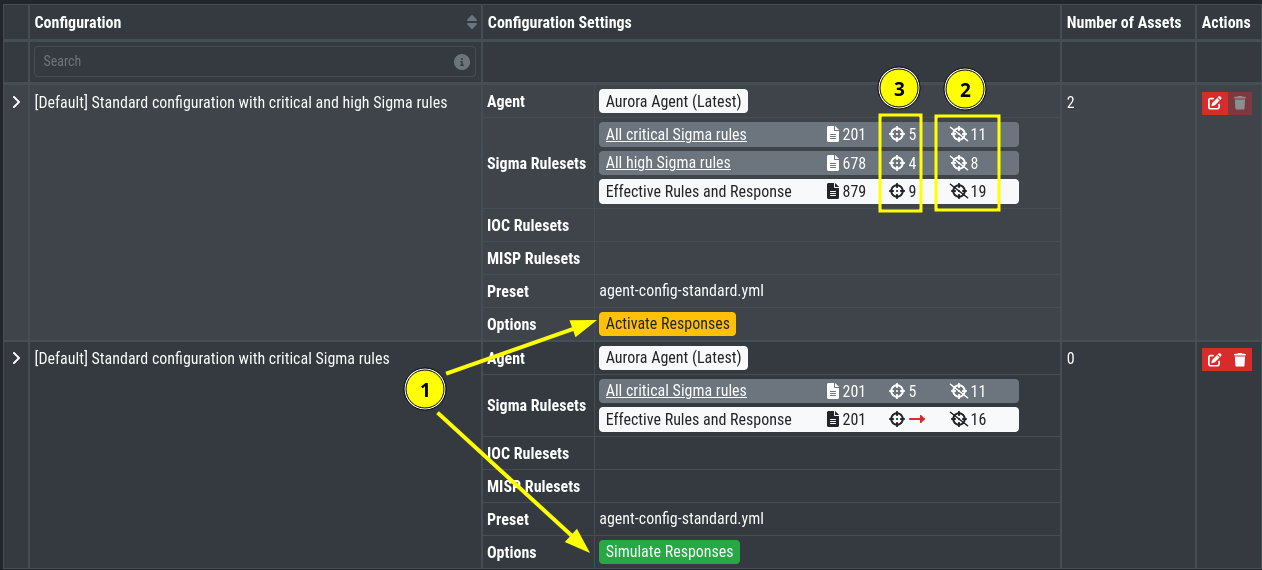 Configuration Configuration Settings Number of Assets Actions
Search
3 2
[Default] Standard configuration with critical and high Sigma rules Agent Aurora Agent (Latest) 2
Sigma Rulesets All critical Sigma rules 201 5 11
All high Sigma rules 678 4 8
Effective Rules and Response 879 9 19
IOC Rulesets
MISP Rulesets
Preset agent-config-standard.yml
Options Activate Responses
[Default] Standard configuration with critical Sigma rules Agent Aurora Agent (Latest) 0
1
Sigma Rulesets All critical Sigma rules 201 5 11
Effective Rules and Response 201 → 16
IOC Rulesets
MISP Rulesets
Preset agent-config-standard.yml
Options Simulate Responses